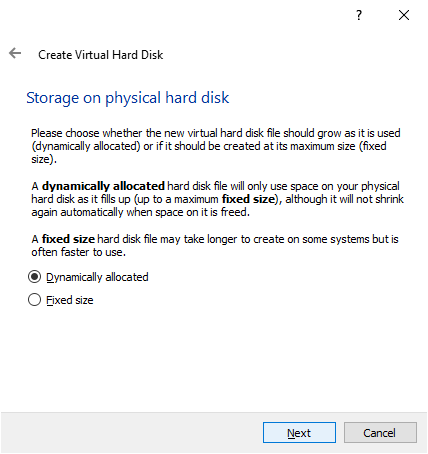 ?
Create Virtual Hard Disk
Storage on physical hard disk
Please choose whether the new virtual hard disk file should grow as it is used
(dynamically allocated) or if it should be created at its maximum size (fixed
size).
A dynamically allocated hard disk file will only use space on your physical
hard disk as it fills up (up to a maximum fixed size), although it will not shrink
again automatically when space on it is freed.
A fixed size hard disk file may take longer to create on some systems but is
often faster to use.
Dynamically allocated
Fixed size
Next
Cancel